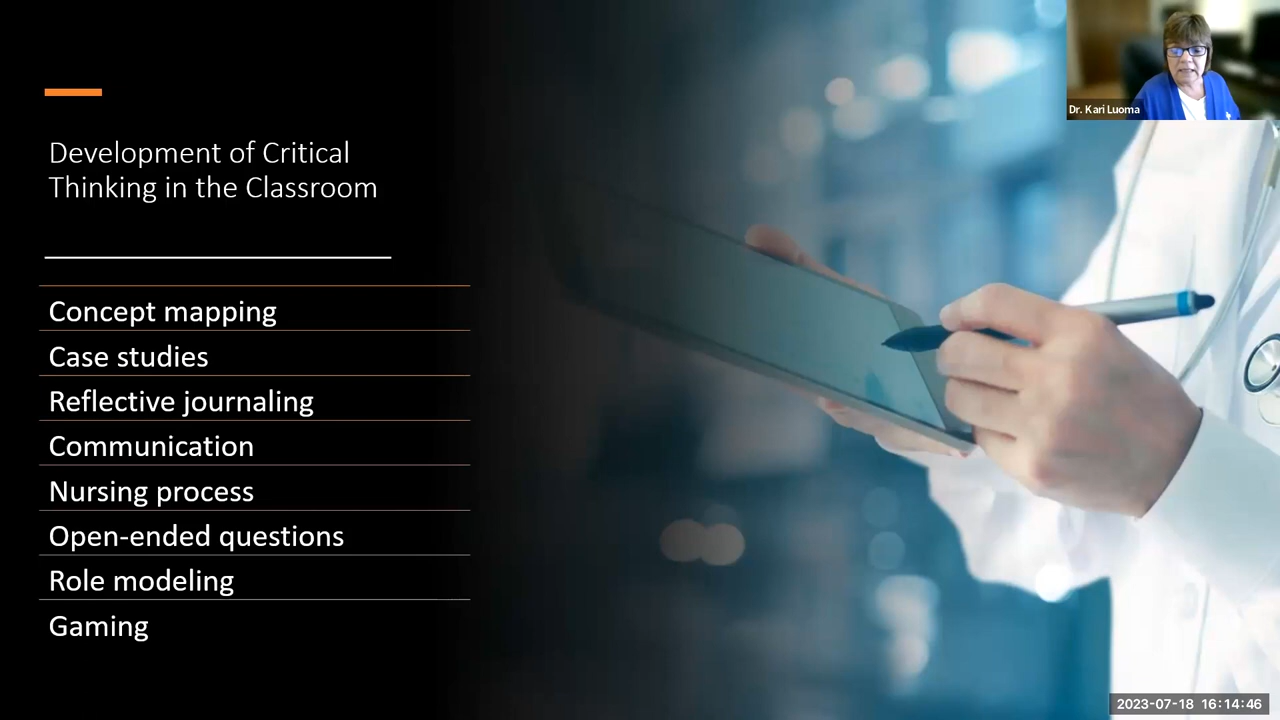 Development of Critical
Thinking in the Classroom
Concept mapping
Case studies
Reflective journaling
Communication
Nursing process
Open-ended questions
Role modeling
Gaming
Dr. Kari Luoma
2023-07-18 16:14:46